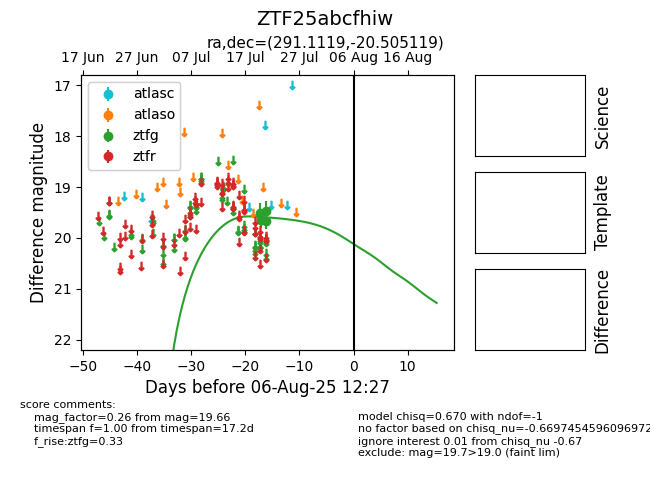 ZTF25abcfhiw
ra,dec=(291.1119,-20.505119)
17 Jun 27 Jun 07 Jul 17 Jul 27 Jul 06 Aug 16 Aug
17
18
19
20
21
22
Difference magnitude
atlasc
atlaso
ztfg
ztfr
−50 −40 −30 −20 −10 0 10
Days before 06-Aug-25 12:27
Science
Template
Difference
score comments:
mag_factor=0.26 from mag=19.66
timespan f=1.00 from timespan=17.2d
f_rise:ztfg=0.33
model chisq=0.670 with ndof=-1
no factor based on chisq_nu=-0.6697454596096972
ignore interest 0.01 from chisq_nu -0.67
exclude: mag=19.7>19.0 (faint lim)